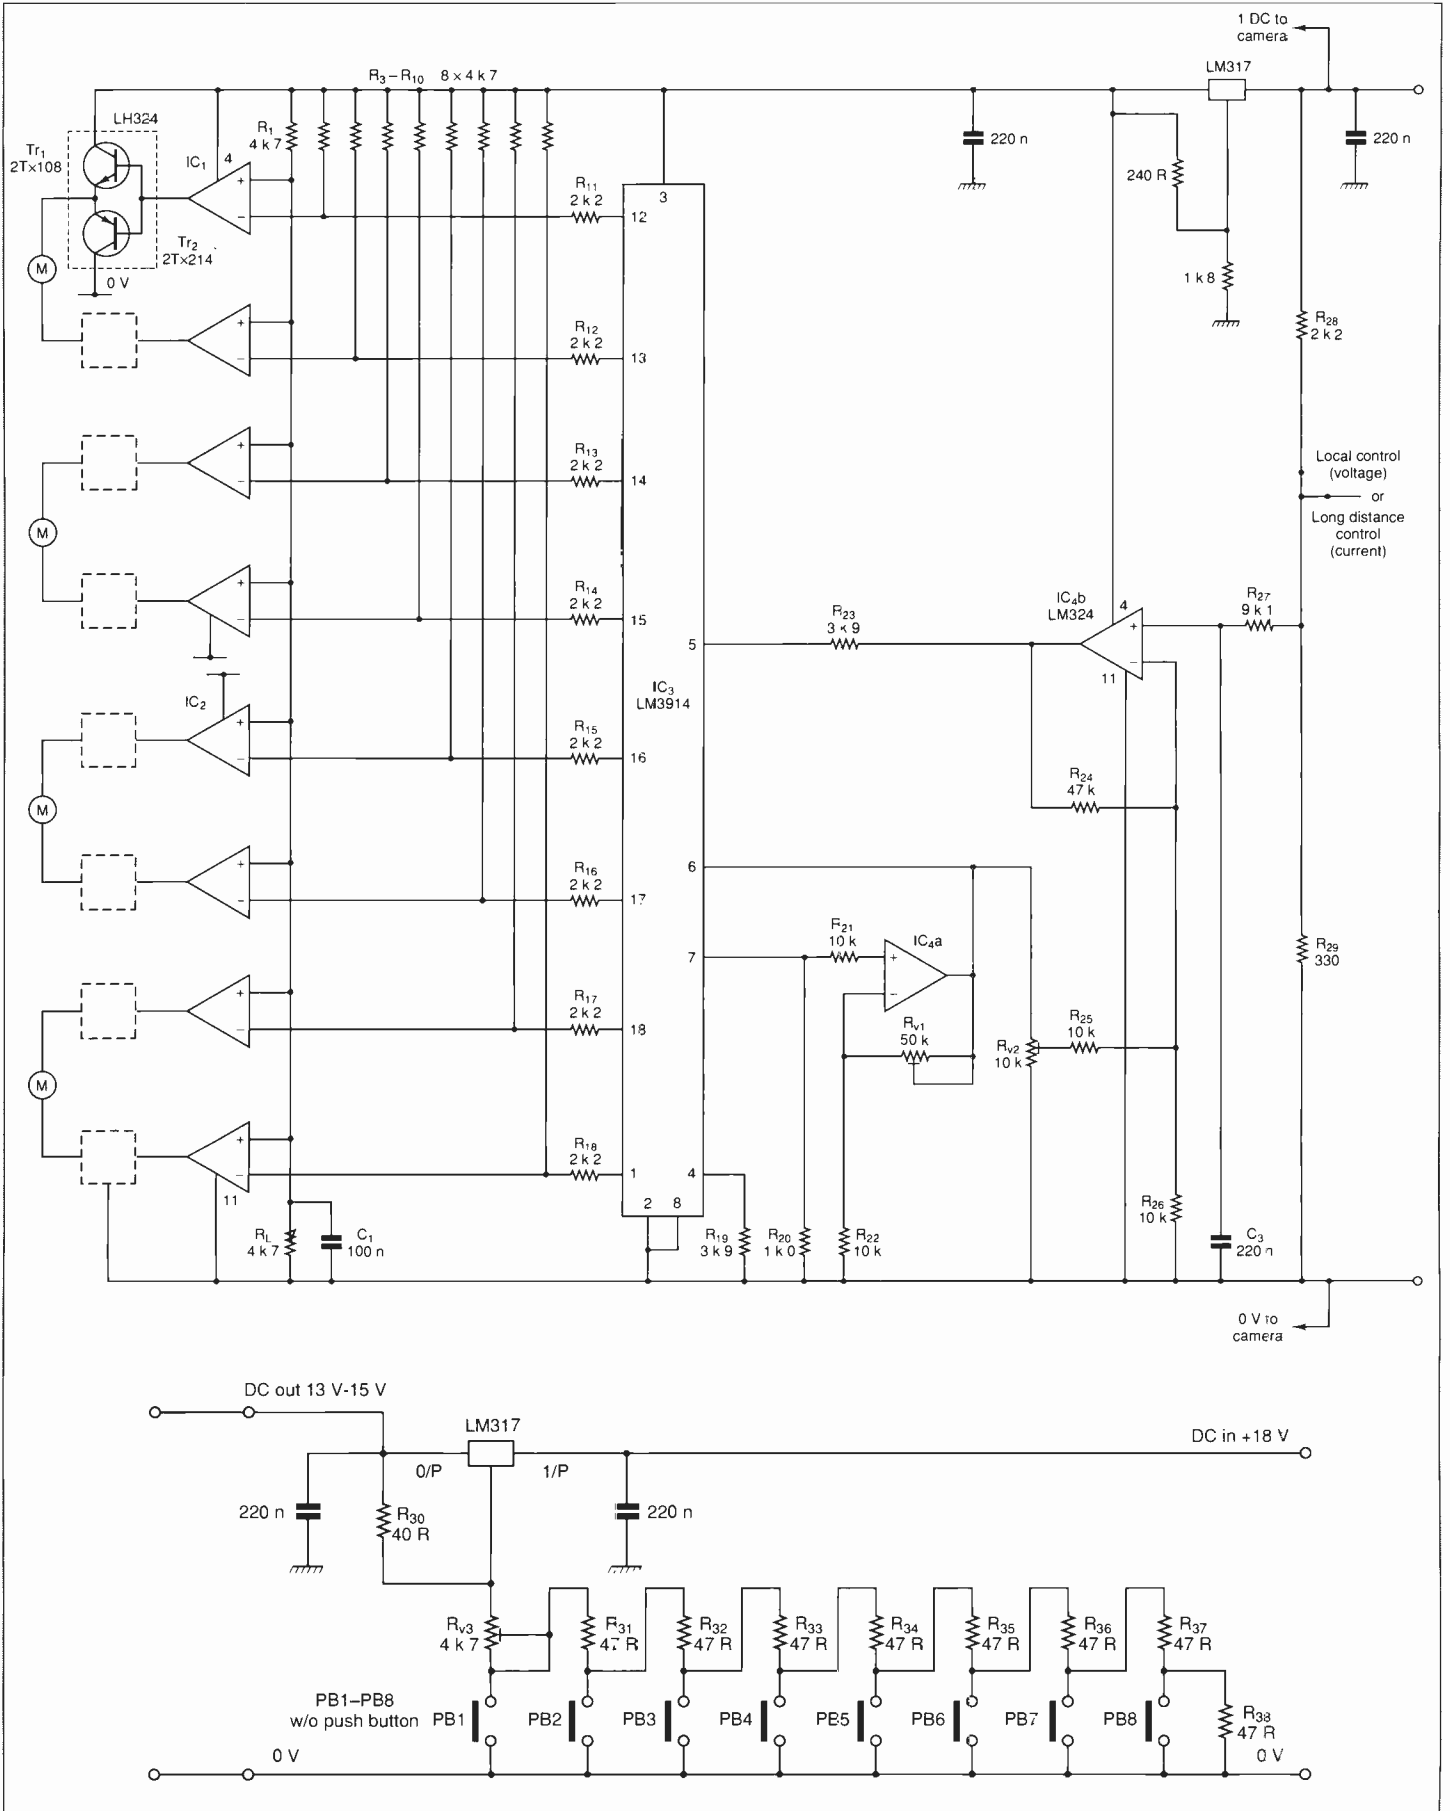 1 DC to
camera
R3–R10 8 × 4 k 7
LM317
LH324
Tr1
2Tx108
R1
4 k 7
IC1
4
+
–
220 n
220 n
240 R
R11
2 k 2
12
3
Tr2
2Tx214
M
0 V
1 k 8
R28
2 k 2
+
–
R12
2 k 2
13
+
–
R13
2 k 2
14
Local control
(voltage)
or
Long distance
control
(current)
M
+
–
R14
2 k 2
15
5
R23
3 k 9
IC4b
LM324
4
+
–
11
R27
9 k 1
IC3
LM3914
IC2
+
–
R15
2 k 2
16
M
R24
47 k
+
–
R16
2 k 2
17
6
7
R21
10 k
IC4a
+
–
R29
330
+
–
R17
2 k 2
18
Rv1
50 k
Rv2
10 k
R25
10 k
M
+
–
11
R18
2 k 2
1
4
2 8
RL
4 k 7
C1
100 n
R19
3 k 9
R20
1 k 0
R22
10 k
R26
10 k
C3
220 n
0 V to
camera
DC out 13 V-15 V
LM317
DC in +18 V
0/P
1/P
220 n
R30
40 R
220 n
Rv3
4 k 7
R31
47 R
R32
47 R
R33
47 R
R34
47 R
R35
47 R
R36
47 R
R37
47 R
PB1–PB8
w/o push button
PB1
PB2
PB3
PB4
PB5
PB6
PB7
PB8
R38
47 R
0 V
0 V